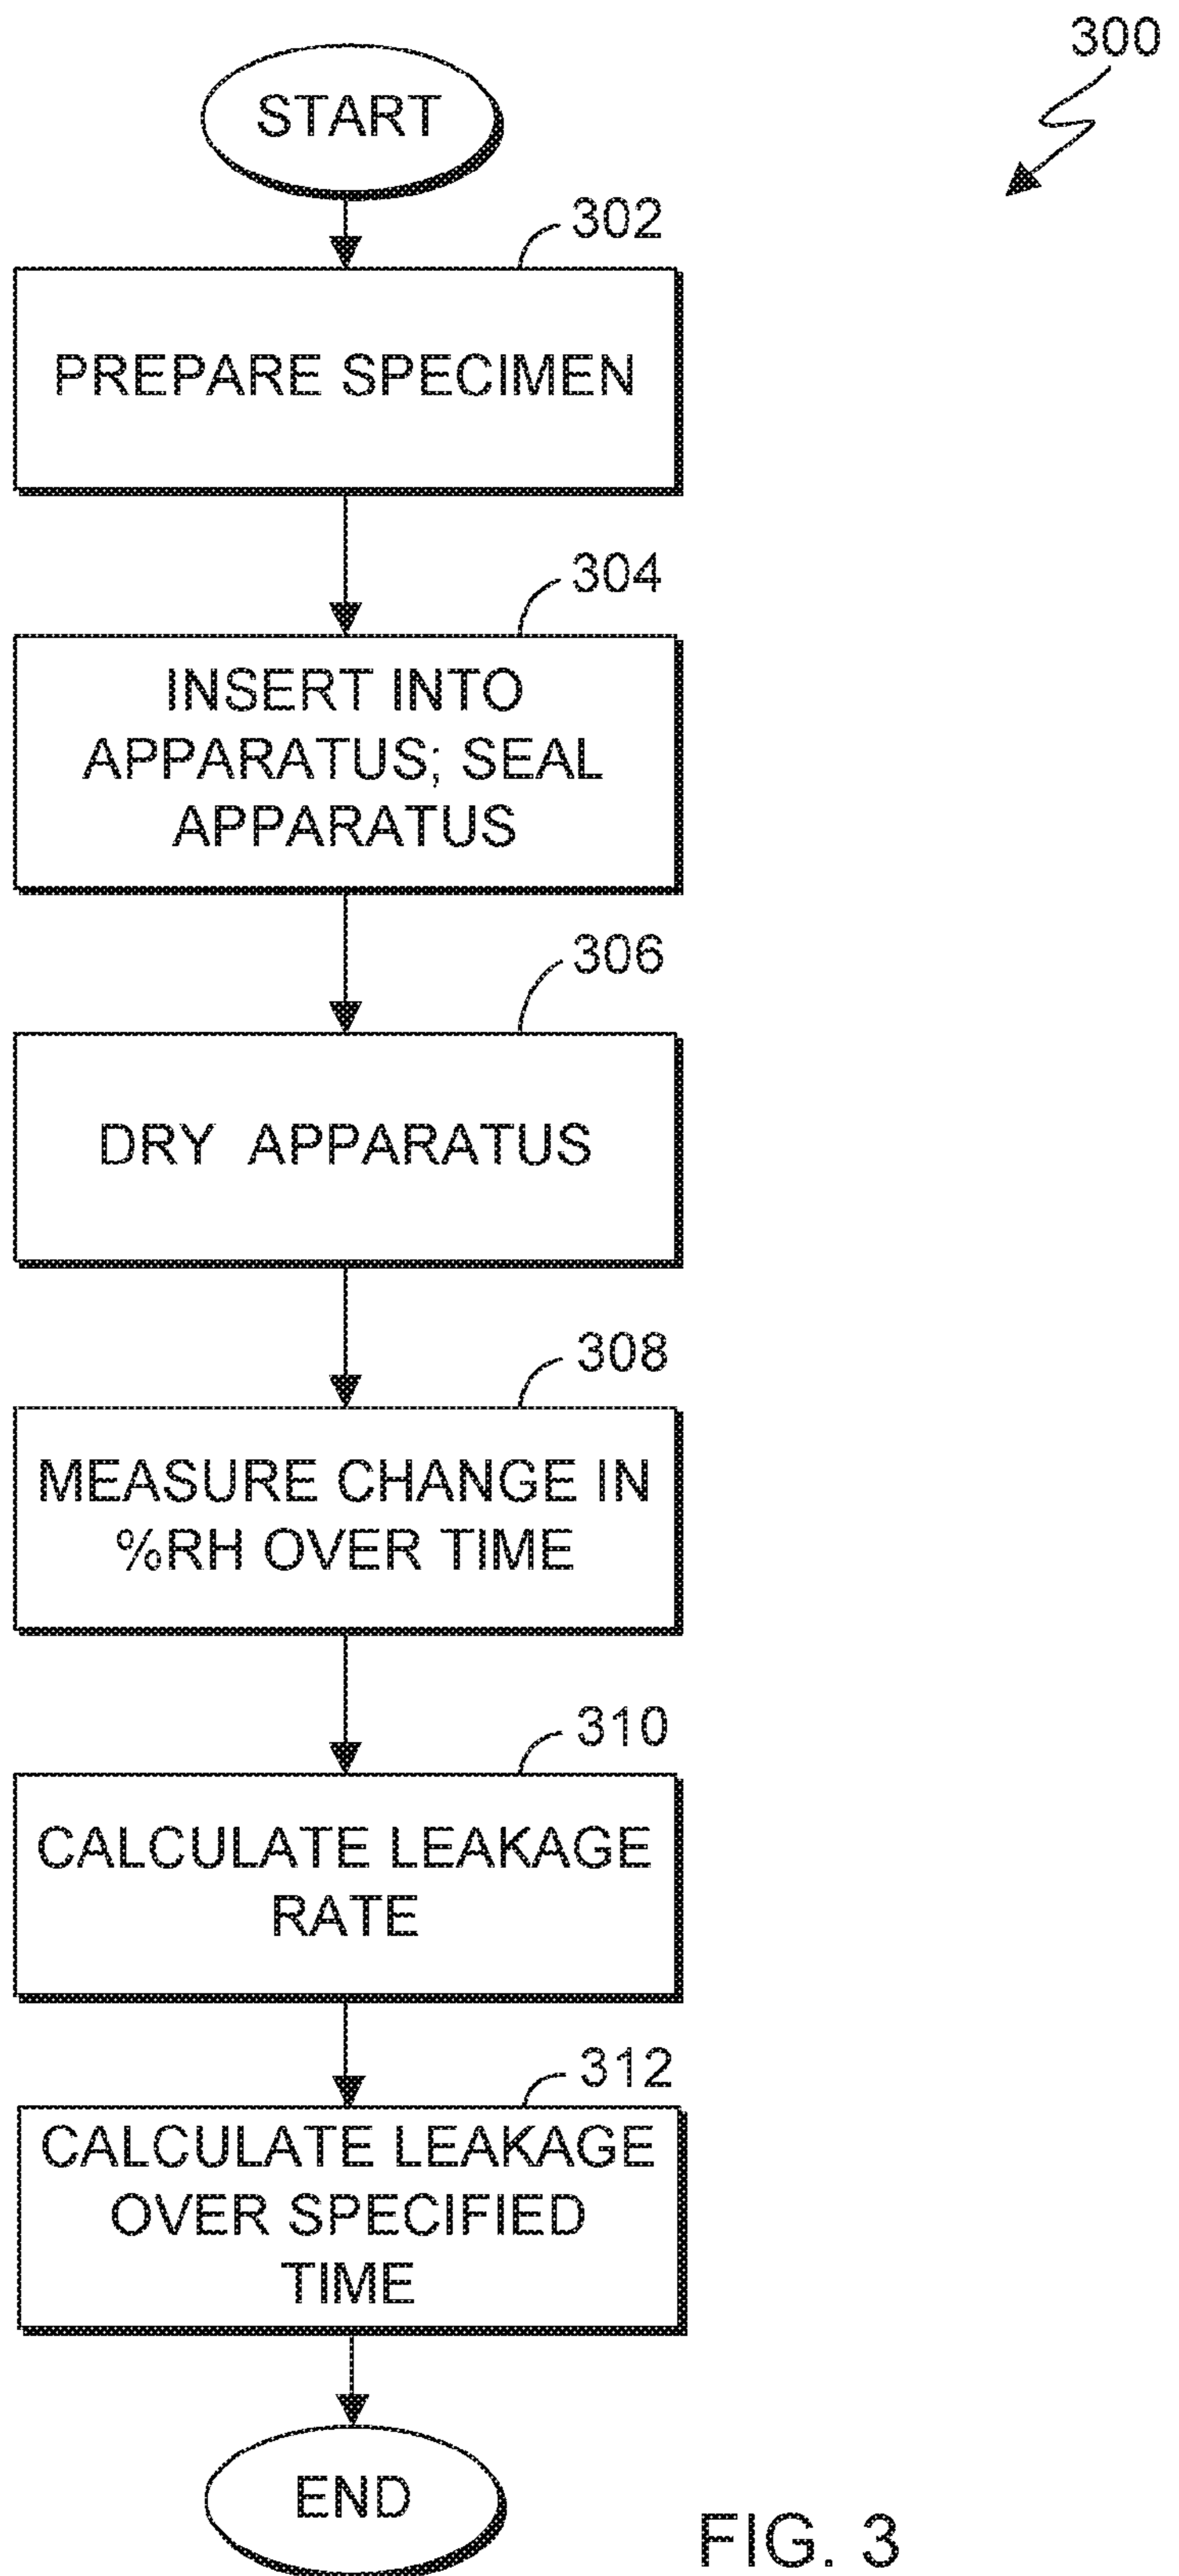 300
START
302
PREPARE SPECIMEN
304
INSERT INTO
APPARATUS; SEAL
APPARATUS
306
DRY APPARATUS
308
MEASURE CHANGE IN
%RH OVER TIME
310
CALCULATE LEAKAGE
RATE
312
CALCULATE LEAKAGE
OVER SPECIFIED
TIME
END
FIG. 3